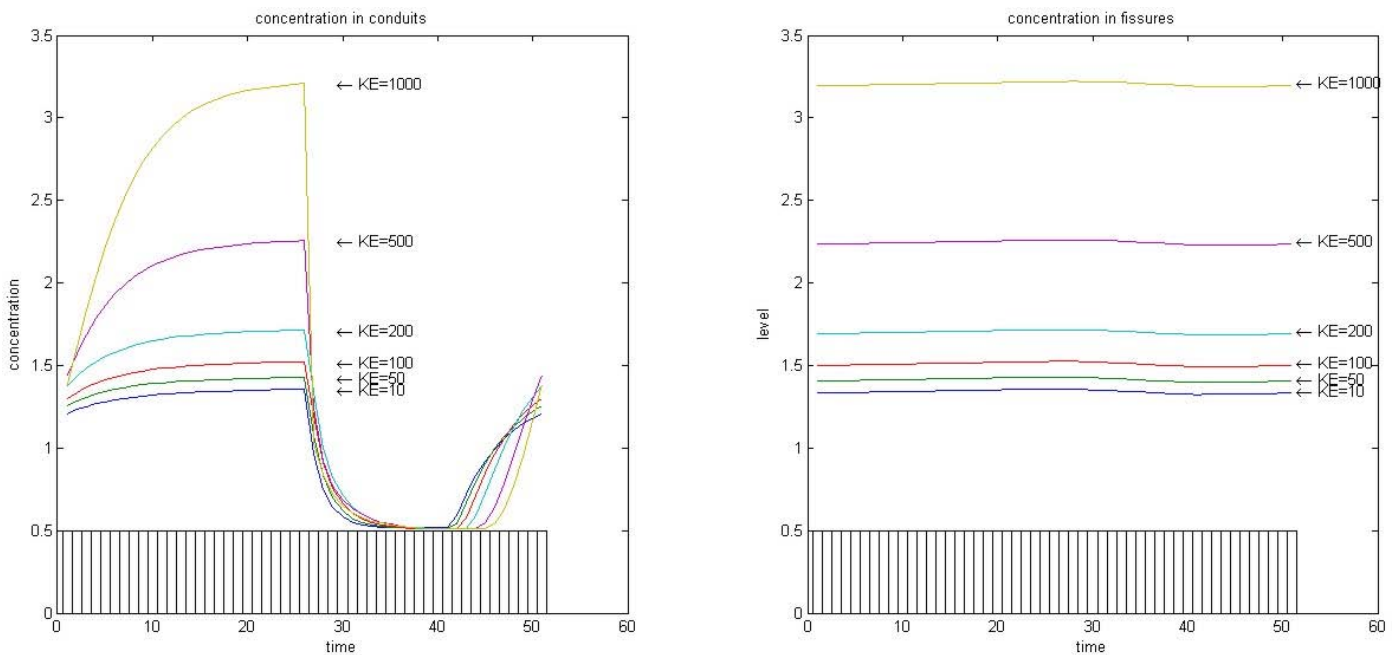 concentration in conduits
3.5
3
2.5
2
1.5
1
0.5
0
concentration
← KE=1000
← KE=500
← KE=200
← KE=100
← KE=50
← KE=10
0 10 20 30 40 50 60
time
concentration in fissures
3.5
3
2.5
2
1.5
1
0.5
0
level
← KE=1000
← KE=500
← KE=200
← KE=100
← KE=50
← KE=10
0 10 20 30 40 50 60
time